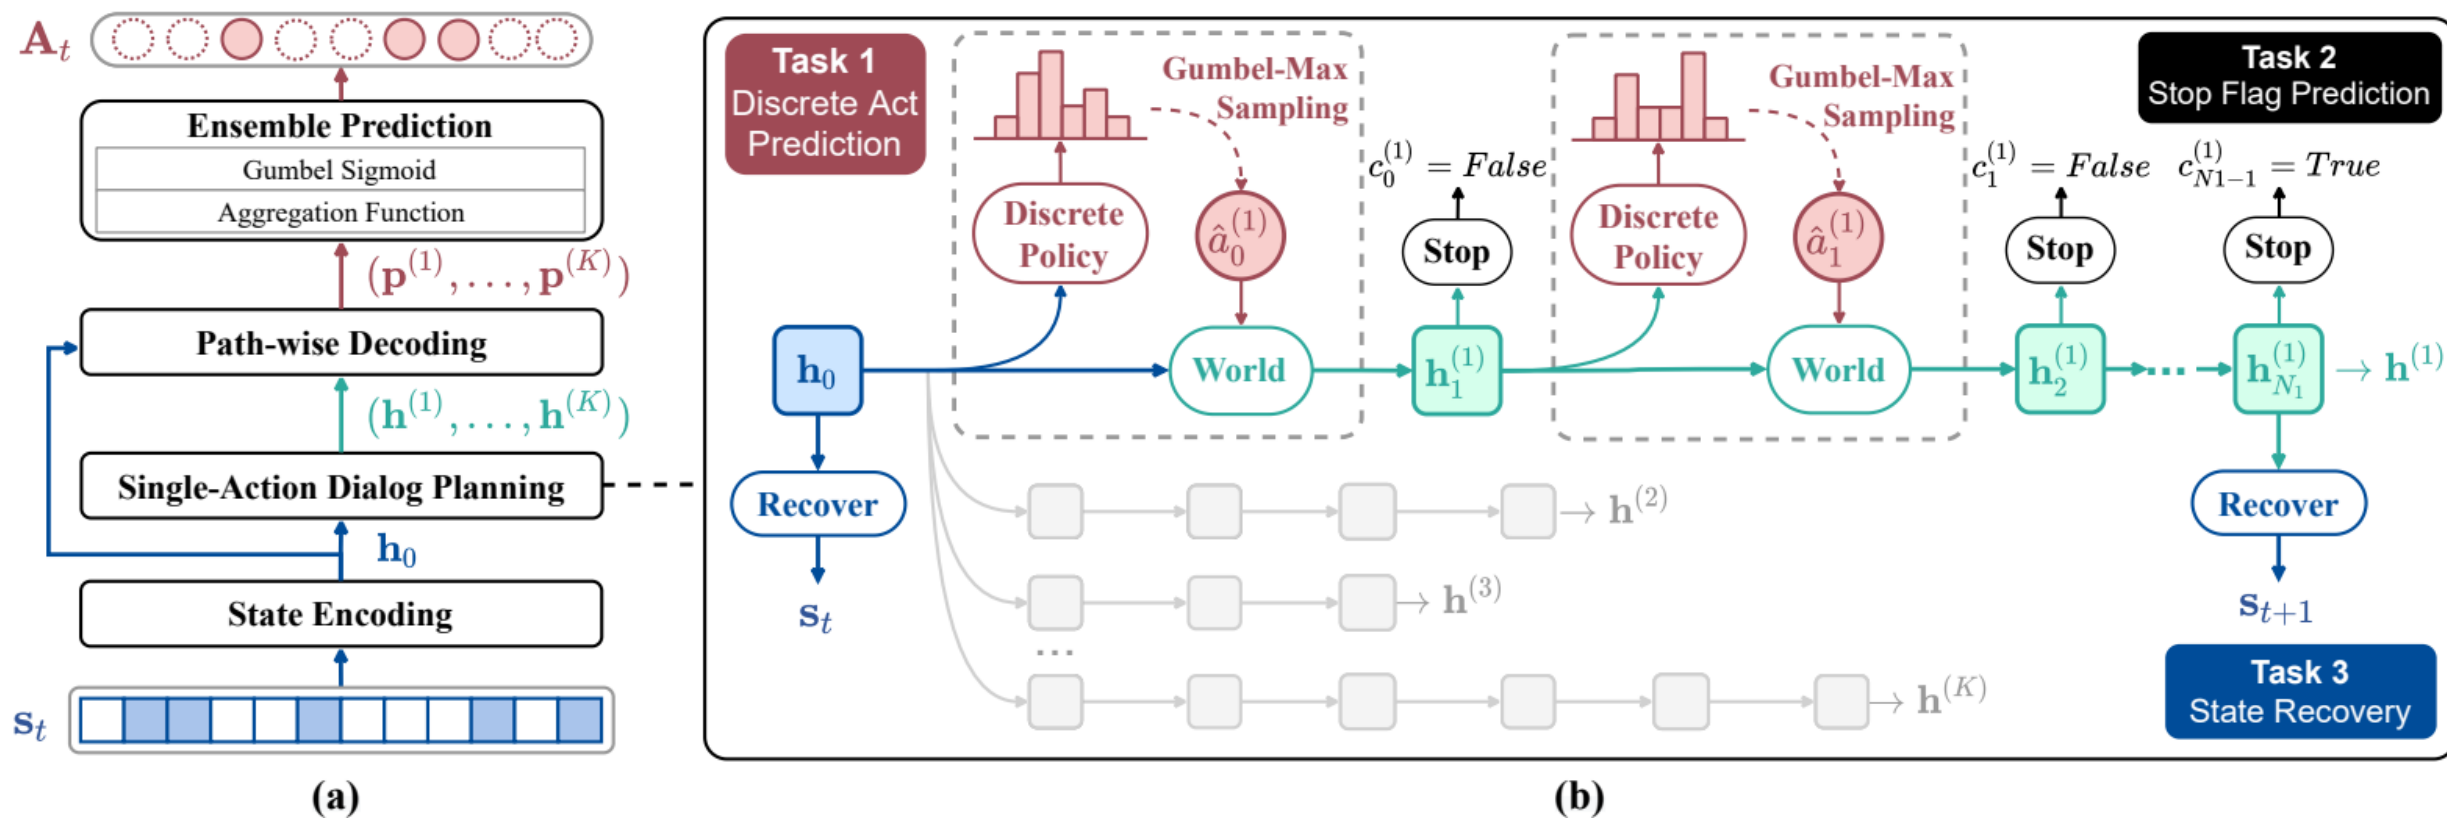 A_t
Ensemble Prediction
Gumbel Sigmoid
Aggregation Function
(p^{(1)}, ..., p^{(K)})
Path-wise Decoding
(h^{(1)}, ..., h^{(K)})
Single-Action Dialog Planning
h_0
State Encoding
s_t
(a)
Task 1
Discrete Act
Prediction
Gumbel-Max
Sampling
Discrete
Policy
\hat{a}_0^{(1)}
c_0^{(1)} = False
Stop
Gumbel-Max
Sampling
Discrete
Policy
\hat{a}_1^{(1)}
Task 2
Stop Flag Prediction
c_1^{(1)} = False
c_{N1-1}^{(1)} = True
Stop
Stop
h_0
World
h_1^{(1)}
World
h_2^{(1)}
...
h_{N_1}^{(1)}
→ h^{(1)}
Recover
s_t
→ h^{(2)}
→ h^{(3)}
...
→ h^{(K)}
Recover
s_{t+1}
Task 3
State Recovery
(b)